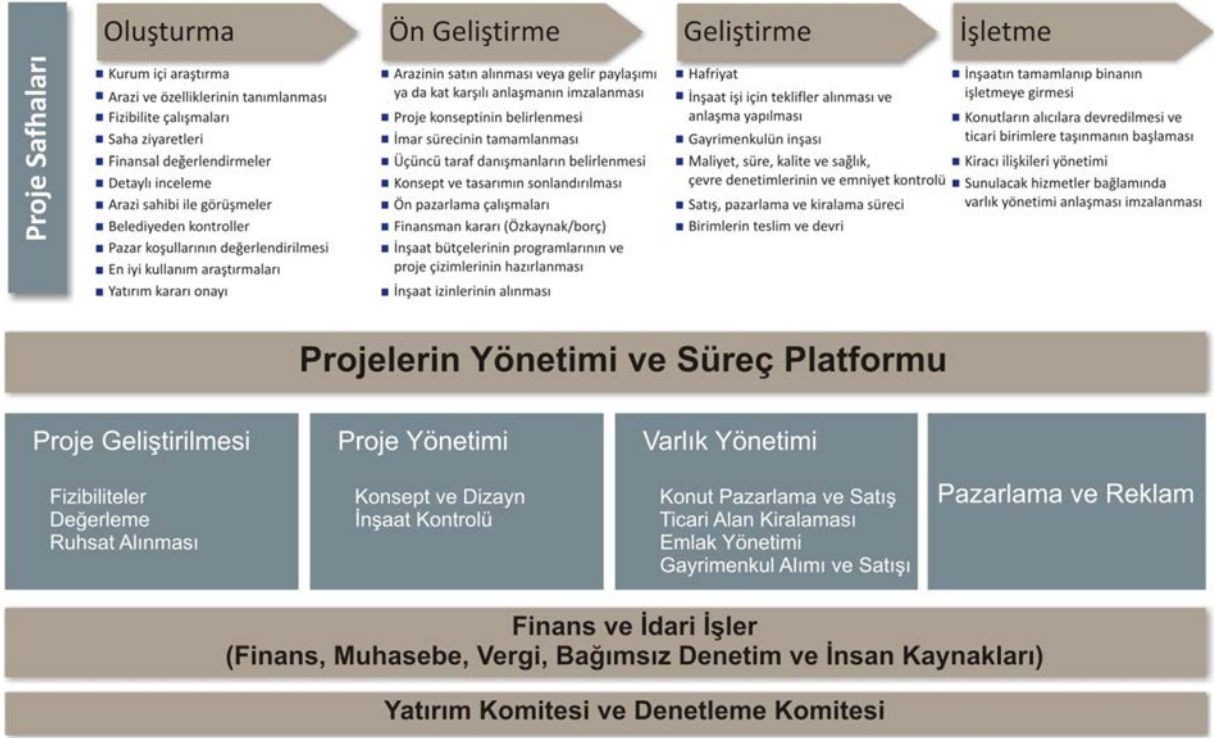 Proje Safhaları
Oluşturma
■ Kurum içi araştırma
■ Arazi ve özelliklerinin tanımlanması
■ Fizibilite çalışmaları
■ Saha ziyaretleri
■ Finansal değerlendirmeler
■ Detaylı inceleme
■ Arazi sahibi ile görüşmeler
■ Belediyeden kontroller
■ Pazar koşullarının değerlendirilmesi
■ En iyi kullanım araştırmaları
■ Yatırım kararı onayı
Ön Geliştirme
■ Arazinin satın alınması veya gelir paylaşımı
ya da kat karşılı anlaşmanın imzalanması
■ Proje konseptinin belirlenmesi
■ İmar sürecinin tamamlanması
■ Üçüncü taraf danışmanların belirlenmesi
■ Konsept ve tasarımın sonlandırılması
■ Ön pazarlama çalışmaları
■ Finansman kararı (Özkaynak/borç)
■ İnşaat bütçelerinin programlarının ve
proje çizimlerinin hazırlanması
■ İnşaat izinlerinin alınması
Geliştirme
■ Hafriyat
■ İnşaat işi için teklifler alınması ve
anlaşma yapılması
■ Gayrimenkulün inşası
■ Maliyet, süre, kalite ve sağlık,
çevre denetimlerinin ve emniyet kontrolü
■ Satış, pazarlama ve kiralama süreci
■ Birimlerin teslim ve devri
İşletme
■ İnşaatın tamamlanıp binanın
işletmeye girmesi
■ Konutların alıcılara devredilmesi ve
ticari birimlere taşınmanın başlaması
■ Kiracı ilişkileri yönetimi
■ Sunulacak hizmetler bağlamında
varlık yönetimi anlaşması imzalanması
Projelerin Yönetimi ve Süreç Platformu
Proje Geliştirilmesi
Fizibiliteler
Değerleme
Ruhsat Alınması
Proje Yönetimi
Konsept ve Dizayn
İnşaat Kontrolü
Varlık Yönetimi
Konut Pazarlama ve Satış
Ticari Alan Kiralaması
Emlak Yönetimi
Gayrimenkul Alımı ve Satışı
Pazarlama ve Reklam
Finans ve İdari İşler
(Finans, Muhasebe, Vergi, Bağımsız Denetim ve İnsan Kaynakları)
Yatırım Komitesi ve Denetleme Komitesi